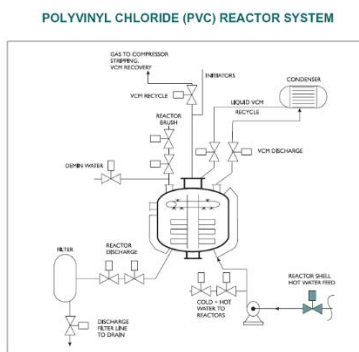 POLYVINYL CHLORIDE (PVC) REACTOR SYSTEM
GAS TO COMPRESSOR
STRIPPING,
VCM RECOVERY
INITIATORS
CONDENSER
VCM RECYCLE
LIQUID VCM
RECYCLE
REACTOR
BRUSH
VCM DISCHARGE
DEMIN WATER
FILTER
REACTOR
DISCHARGE
REACTOR SHELL
HOT WATER FEED
COLD + HOT
WATER TO
REACTORS
DISCHARGE
FILTER LINE
TO DRAIN